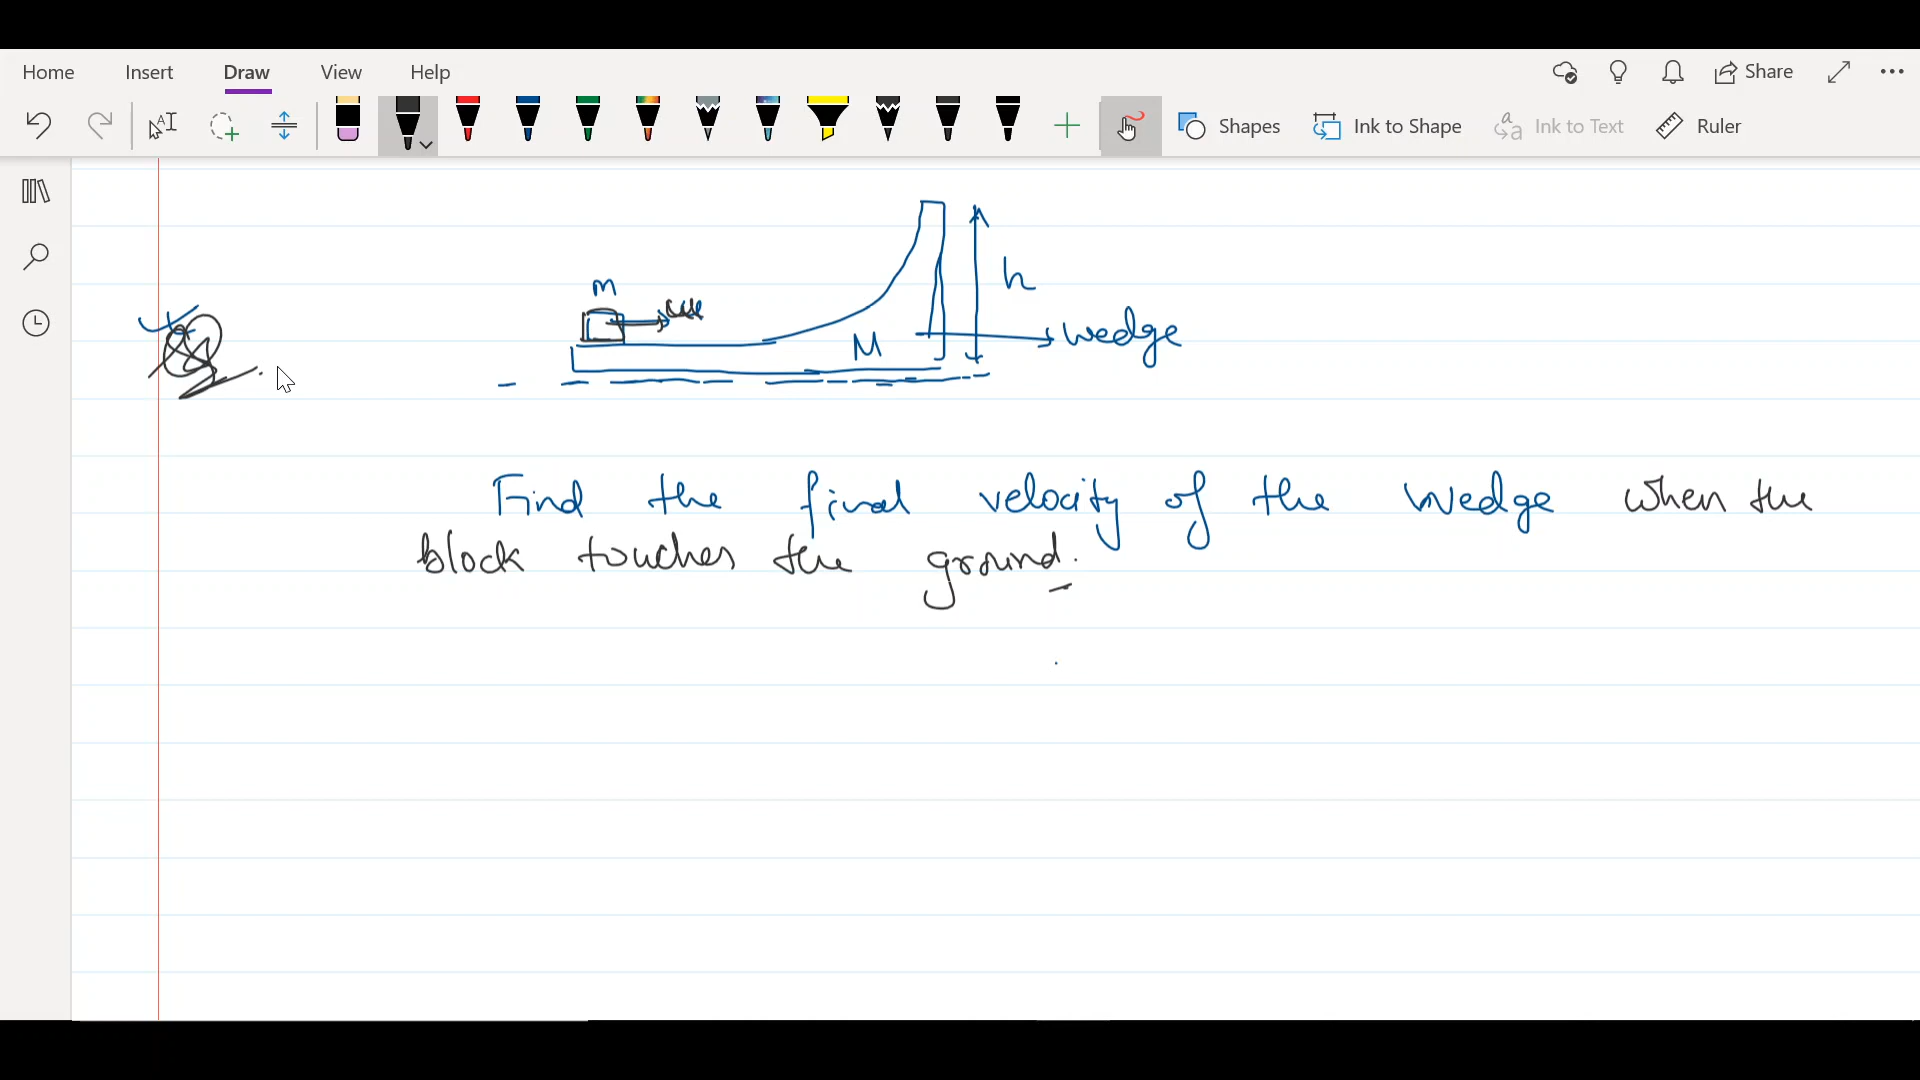 Home Insert Draw View Help Share
Shapes Ink to Shape Ink to Text Ruler
m
h
M wedge
Find the final velocity of the wedge when the
block touches the ground.